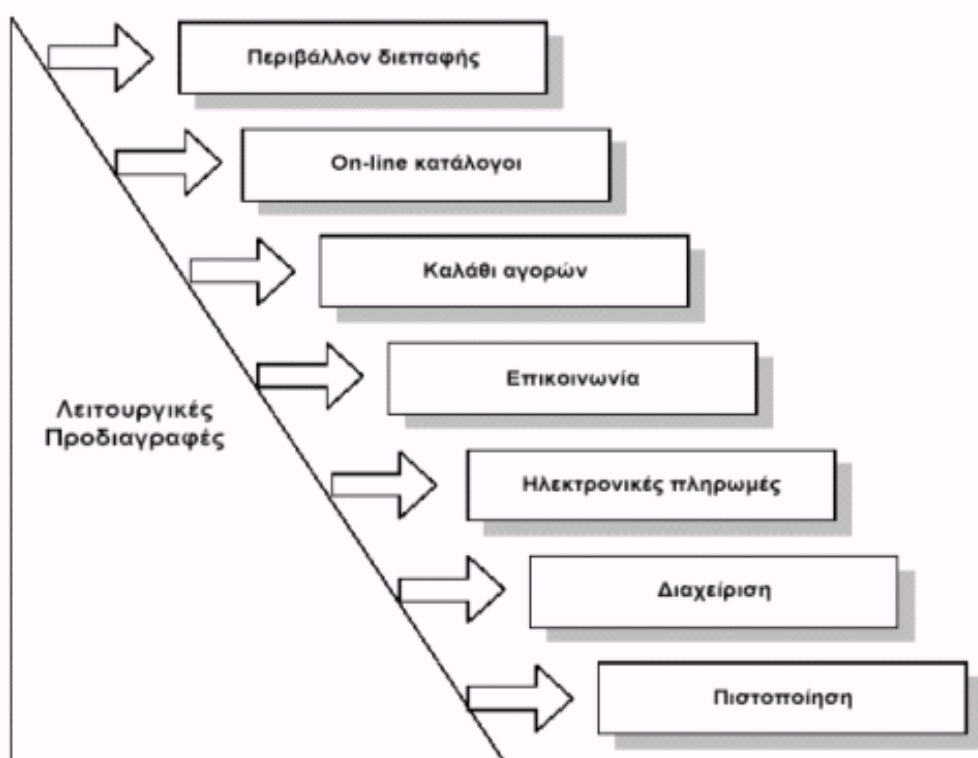 Περιβάλλον διεπαφής
On-line κατάλογοι
Καλάθι αγορών
Επικοινωνία
Λειτουργικές
Προδιαγραφές
Ηλεκτρονικές πληρωμές
Διαχείριση
Πιστοποίηση